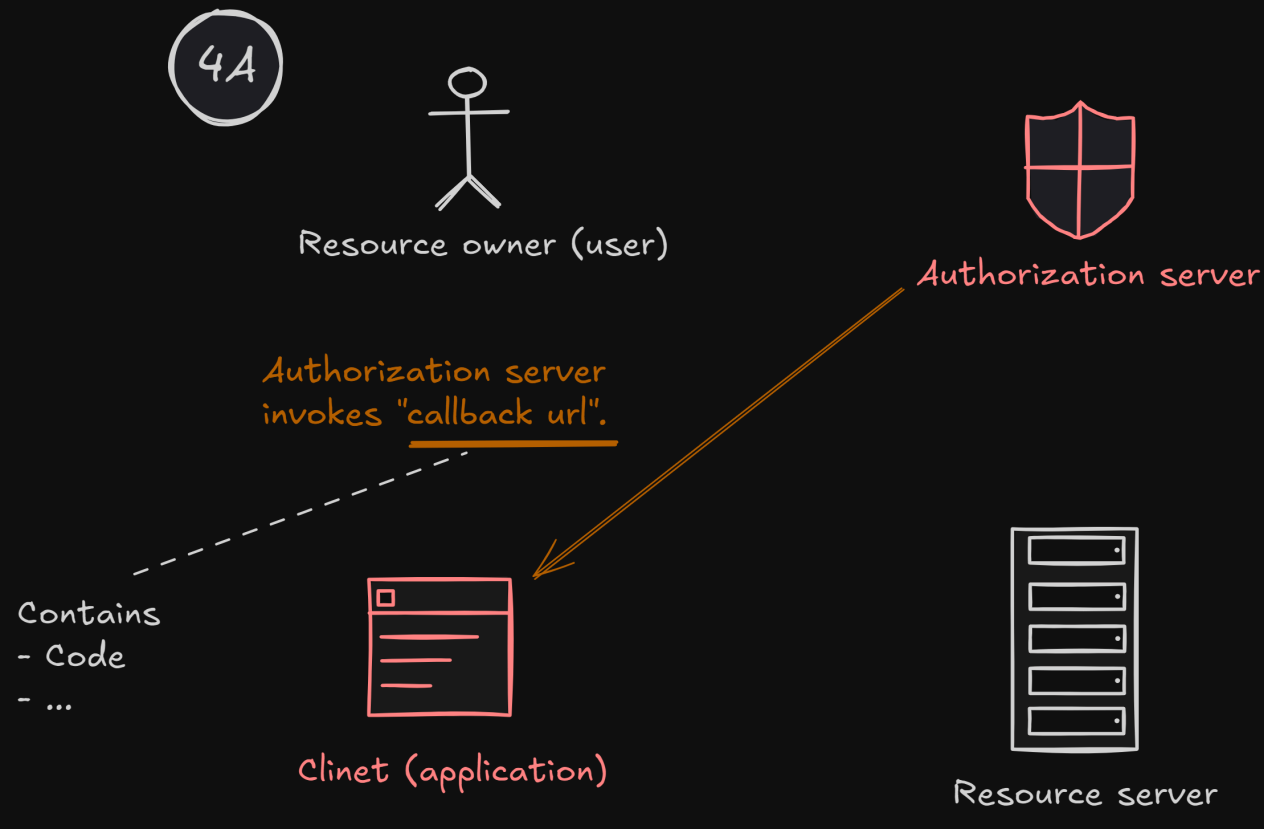 4A
Resource owner (user)
Authorization server
Authorization server
invokes "callback url".
Contains
- Code
- ...
Clinet (application)
Resource server